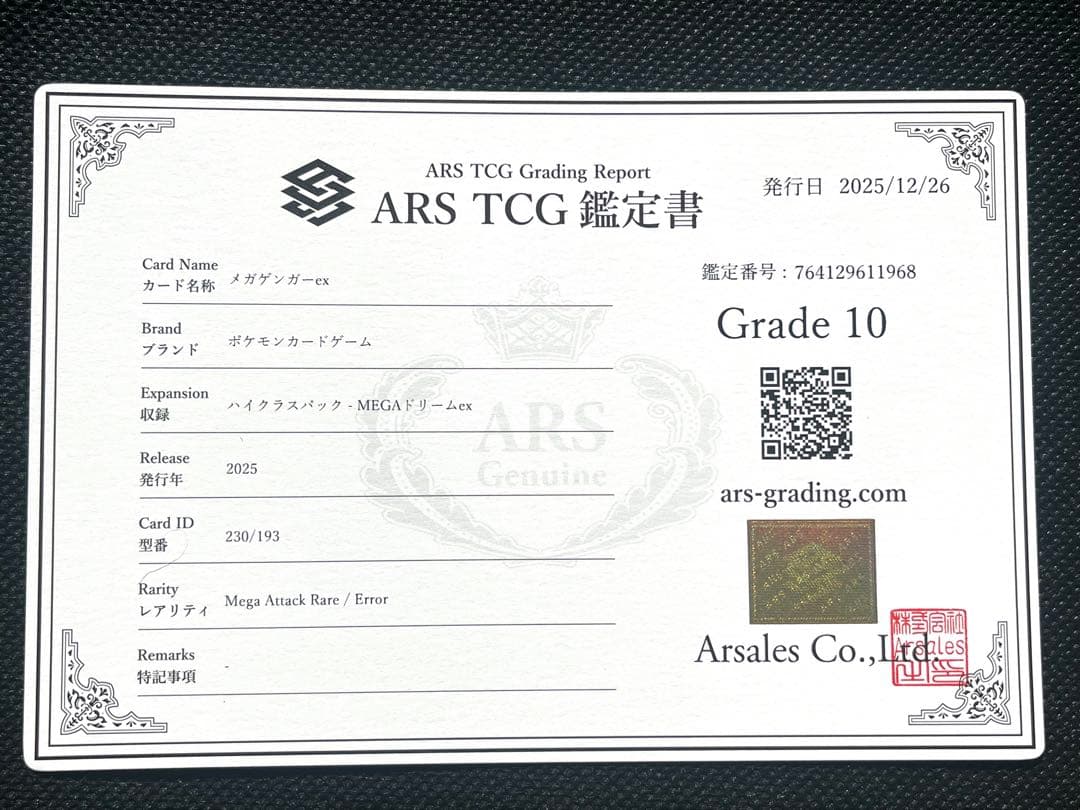 ARS TCG Grading Report
ARS TCG 鑑定書
発行日 2025/12/26
Card Name
カード名称 メガゲンガーex
Brand
ブランド ポケモンカードゲーム
Expansion
収録 ハイクラスパック - MEGAドリームex
Release
発行年 2025
Card ID
型番 230/193
Rarity
レアリティ Mega Attack Rare / Error
Remarks
特記事項 -
ARS
Genuine
鑑定番号 : 764129611968
Grade 10
ars-grading.com
Arsales Co.,Ltd.
株式会社
Arsales